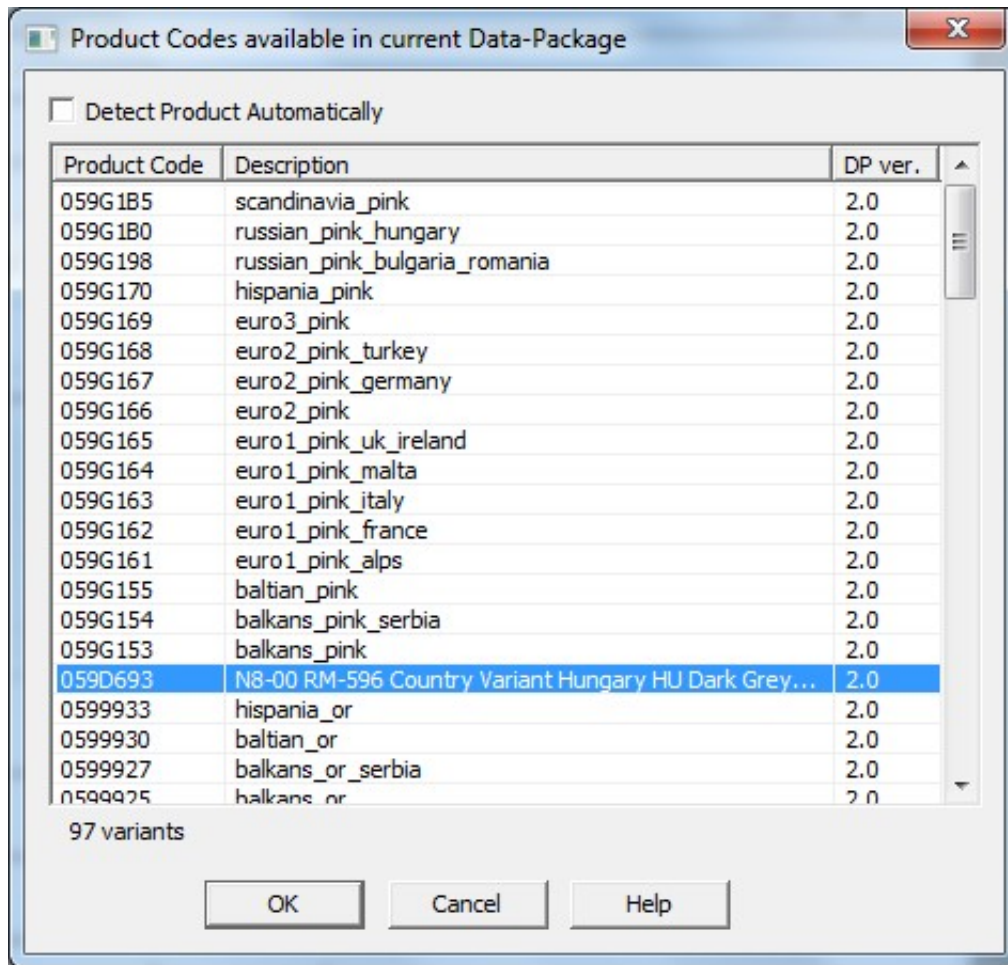 Product Codes available in current Data-Package
Detect Product Automatically
Product Code Description DP ver.
059G1B5 scandinavia_pink 2.0
059G1B0 russian_pink_hungary 2.0
059G198 russian_pink_bulgaria_romania 2.0
059G170 hispania_pink 2.0
059G169 euro3_pink 2.0
059G168 euro2_pink_turkey 2.0
059G167 euro2_pink_germany 2.0
059G166 euro2_pink 2.0
059G165 euro1_pink_uk_ireland 2.0
059G164 euro1_pink_malta 2.0
059G163 euro1_pink_italy 2.0
059G162 euro1_pink_france 2.0
059G161 euro1_pink_alps 2.0
059G155 baltian_pink 2.0
059G154 balkans_pink_serbia 2.0
059G153 balkans_pink 2.0
059D693 N8-00 RM-596 Country Variant Hungary HU Dark Grey... 2.0
0599933 hispania_or 2.0
0599930 baltian_or 2.0
0599927 balkans_or_serbia 2.0
0599925 balkans_or 2.0
97 variants
OK Cancel Help